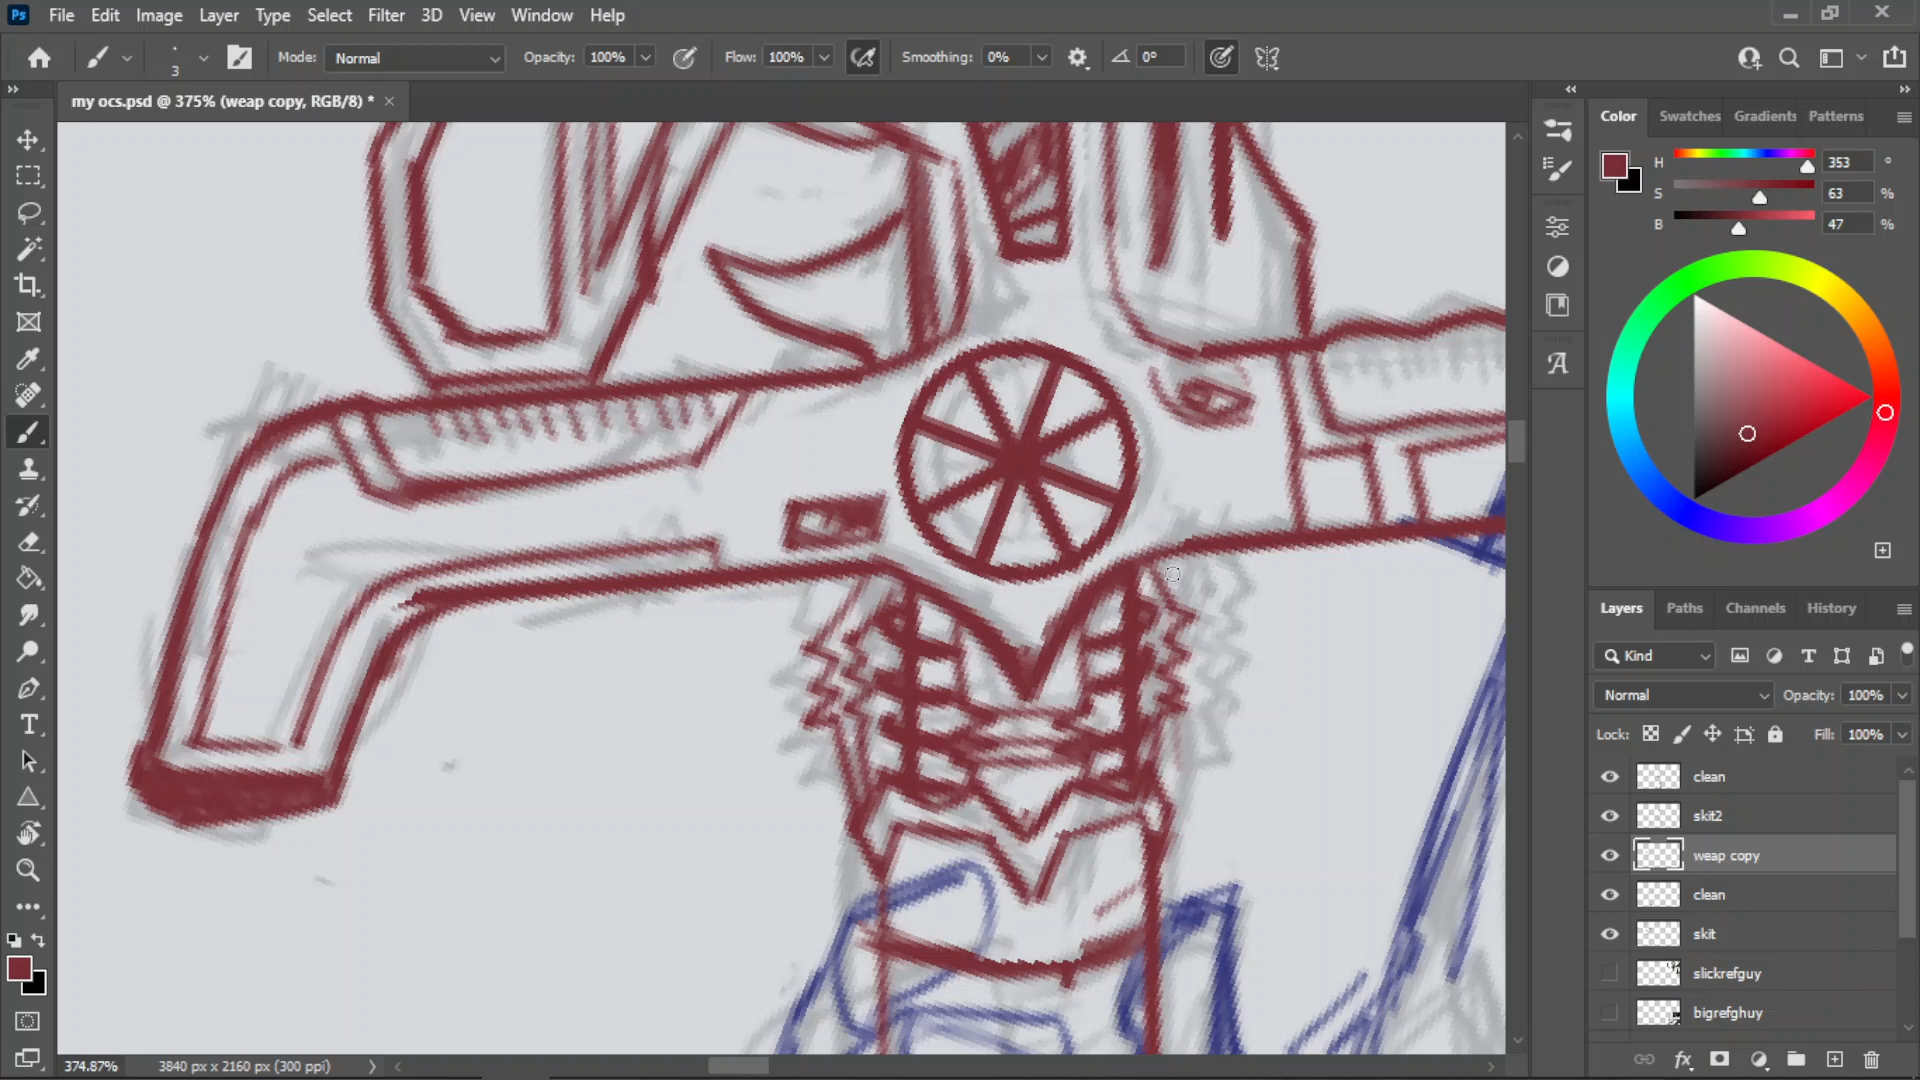 Ps File Edit Image Layer Type Select Filter 3D View Window Help
3 Mode: Normal Opacity: 100% Flow: 100% Smoothing: 0% 0°
my ocs.psd @ 375% (weap copy, RGB/8) * ×
Color Swatches Gradients Patterns
H 353 °
S 63 %
B 47 %
Layers Paths Channels History
Kind
Normal Opacity: 100%
Lock: Fill: 100%
clean
skit2
weap copy
clean
skit
slickrefguy
bigrefghuy
fx
374.87% 3840 px x 2160 px (300 ppi)